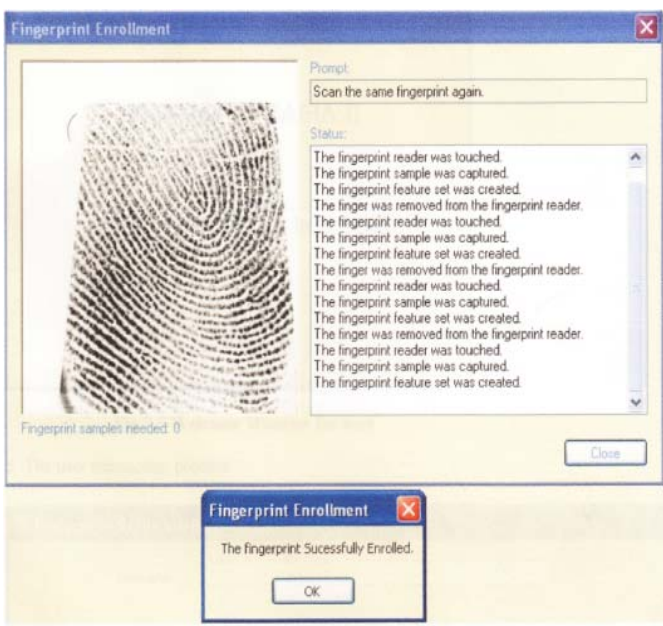 Fingerprint Enrollment
Prompt:
Scan the same fingerprint again.
Status:
The fingerprint reader was touched.
The fingerprint sample was captured.
The fingerprint feature set was created.
The finger was removed from the fingerprint reader.
The fingerprint reader was touched.
The fingerprint sample was captured.
The fingerprint feature set was created.
The finger was removed from the fingerprint reader.
The fingerprint reader was touched.
The fingerprint sample was captured.
The fingerprint feature set was created.
The finger was removed from the fingerprint reader.
The fingerprint reader was touched.
The fingerprint sample was captured.
The fingerprint feature set was created.
Fingerprint samples needed: 0
Close
Fingerprint Enrollment
The fingerprint Sucessfully Enrolled.
OK